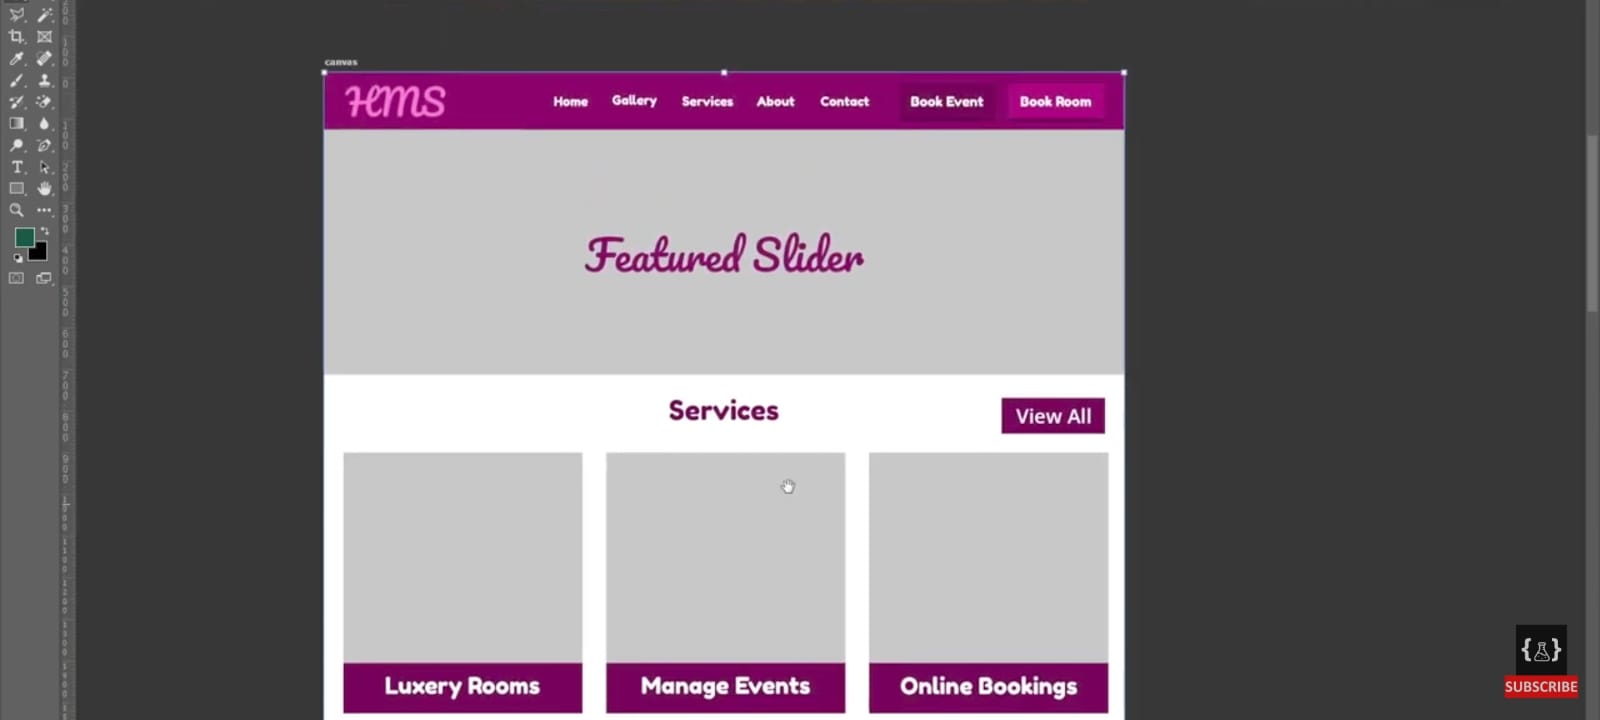 canvas
HMS
Home Gallery Services About Contact Book Event Book Room
Featured Slider
Services
View All
Luxery Rooms Manage Events Online Bookings
SUBSCRIBE